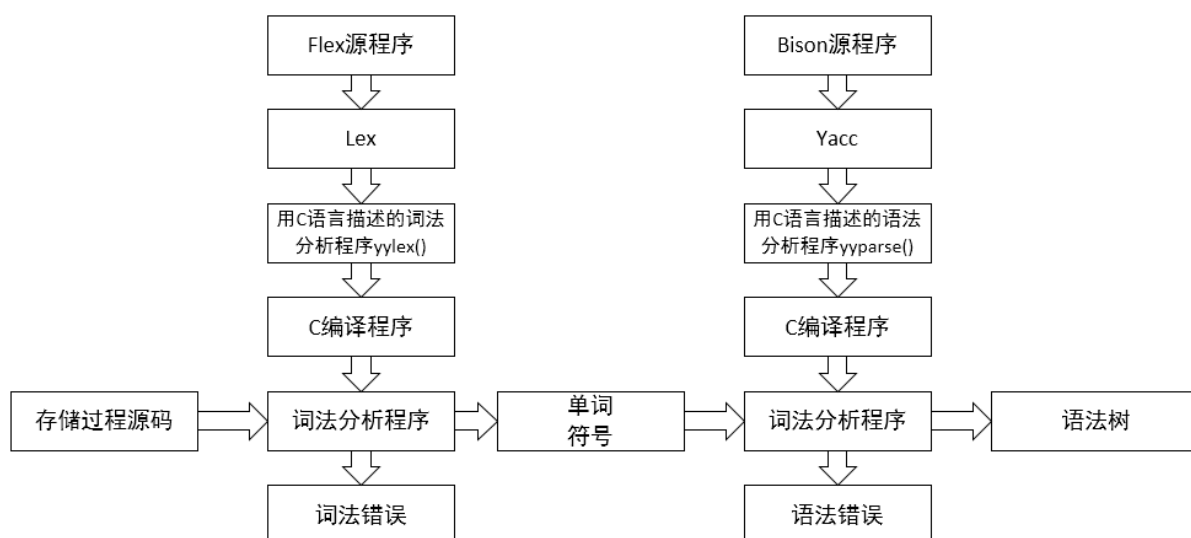 Flex源程序
Bison源程序
Lex
Yacc
用C语言描述的词法
分析程序yylex()
用C语言描述的语法
分析程序yyparse()
C编译程序
C编译程序
存储过程源码
词法分析程序
单词
符号
词法分析程序
语法树
词法错误
语法错误